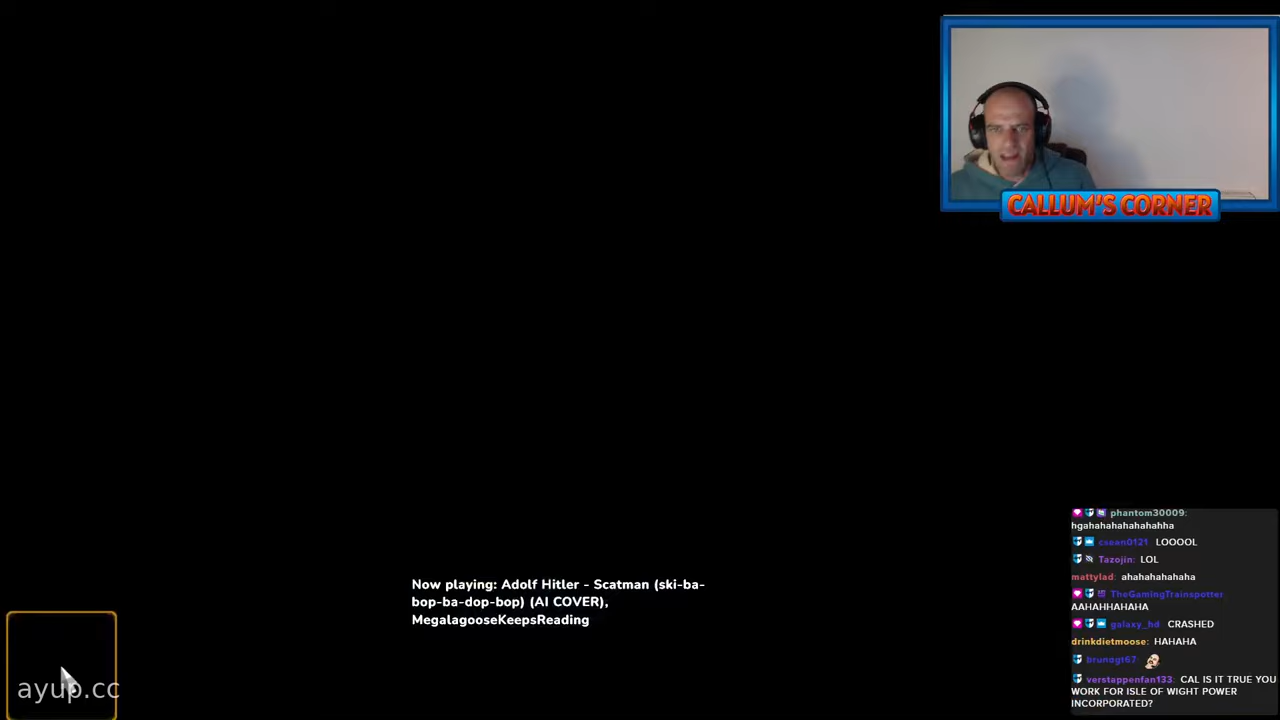 CALLUM'S CORNER
phantom30009:
hgahahahahahahahha
csean0121 LOOOOL
Tazojin: LOL
mattylad: ahahahahahaha
TheGamingTrainspotter
AAHAHHAHAHA
galaxy_hd CRASHED
drinkdietmoose: HAHAHA
brundgt67
verstappenfan133: CAL IS IT TRUE YOU
WORK FOR ISLE OF WIGHT POWER
INCORPORATED?
Now playing: Adolf Hitler - Scatman (ski-ba-
bop-ba-dop-bop) (AI COVER),
MegalagooseKeepsReading
ayup.cc